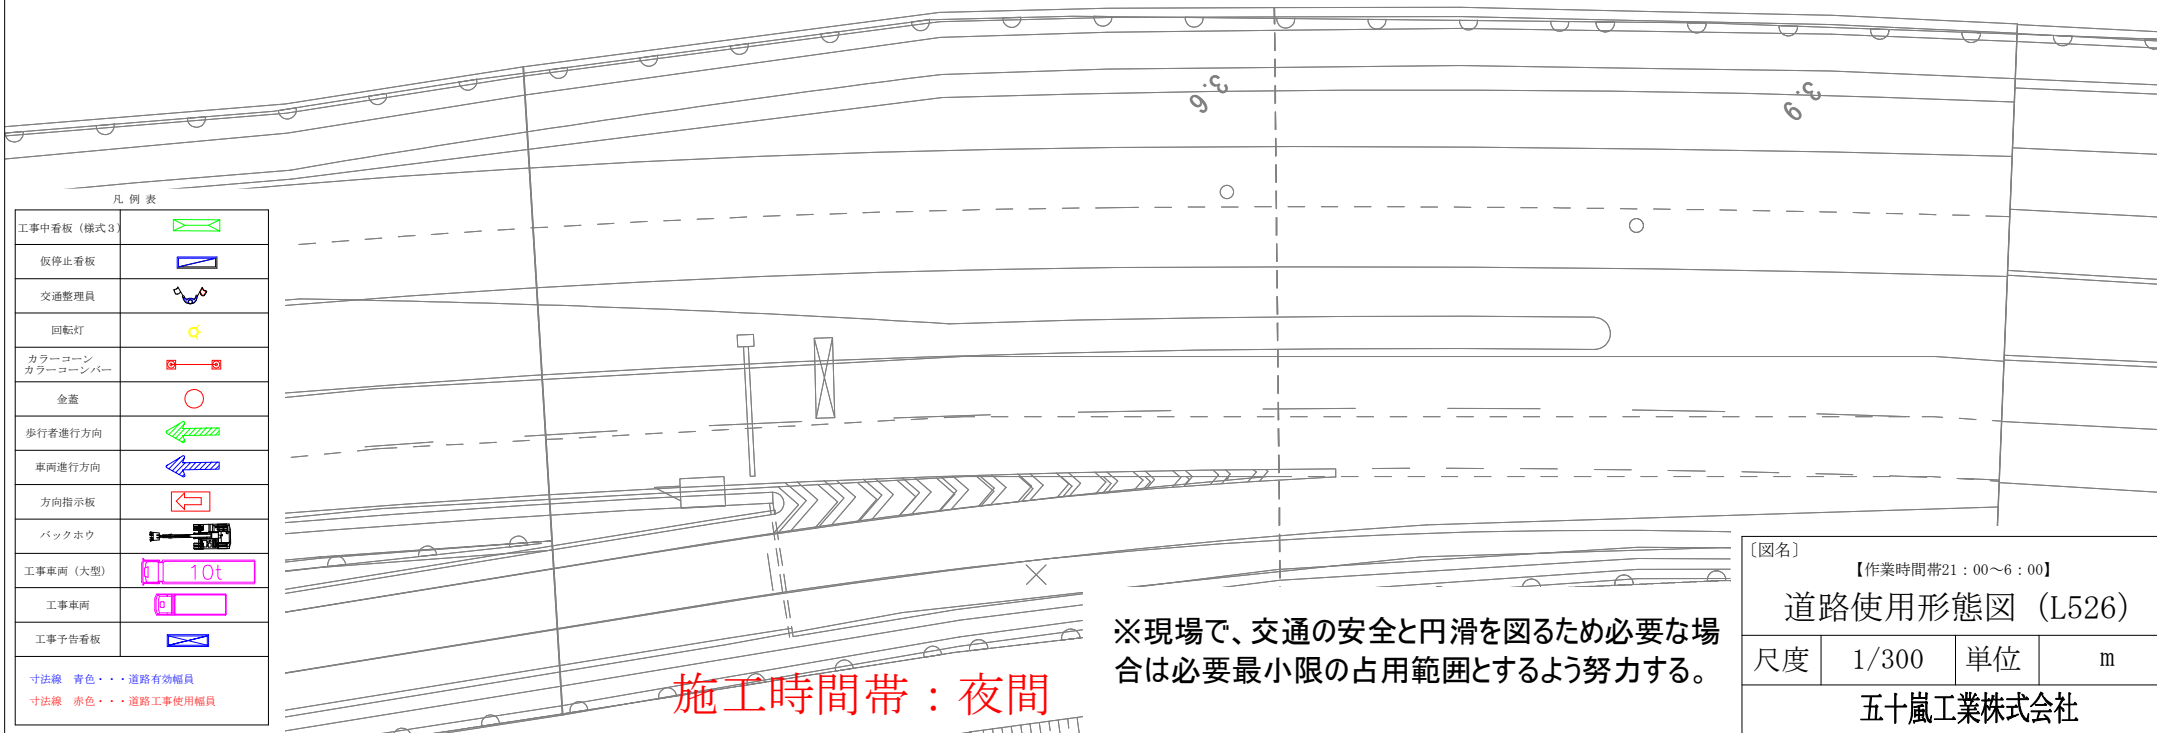 3.6
3.9
凡 例 表
工事中看板（様式３）
仮停止看板
交通整理員
回転灯
カラーコーン
カラーコーンバー
金蓋
歩行者進行方向
車両進行方向
方向指示板
バックホウ
工事車両（大型）
10t
工事車両
工事予告看板
寸法線　青色・・・道路有効幅員
寸法線　赤色・・・道路工事使用幅員
施工時間帯：夜間
※現場で、交通の安全と円滑を図るため必要な場
合は必要最小限の占用範囲とするよう努力する。
〔図名〕
【作業時間帯21：00～6：00】
道路使用形態図（L526）
尺度　1/300　単位　m
五十嵐工業株式会社